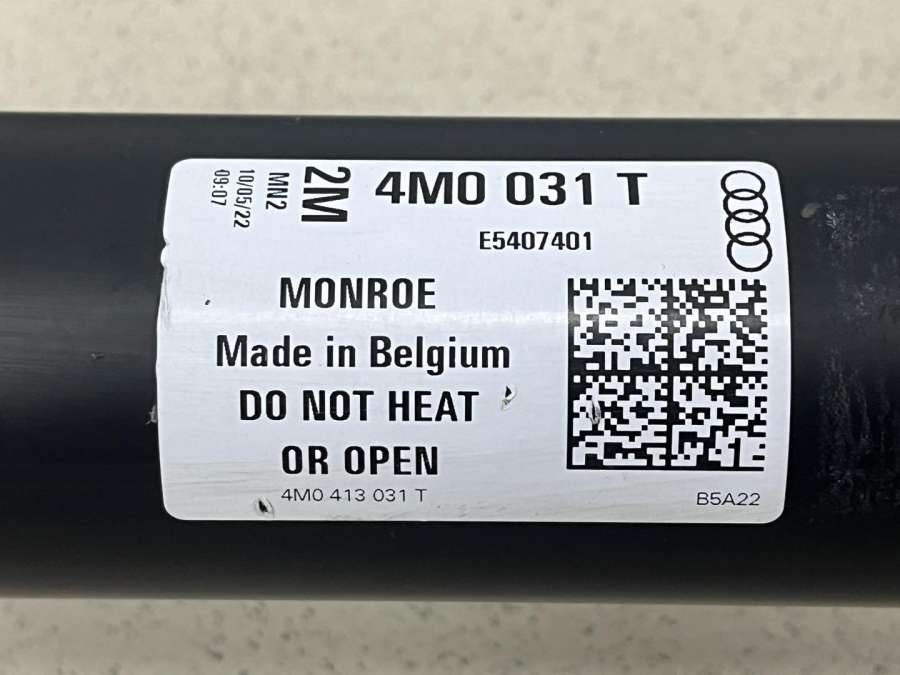 2M
MN2
10/05/22
09:07
4M0 031 T
E5407401
MONROE
Made in Belgium
DO NOT HEAT
OR OPEN
4M0 413 031 T
B5A22